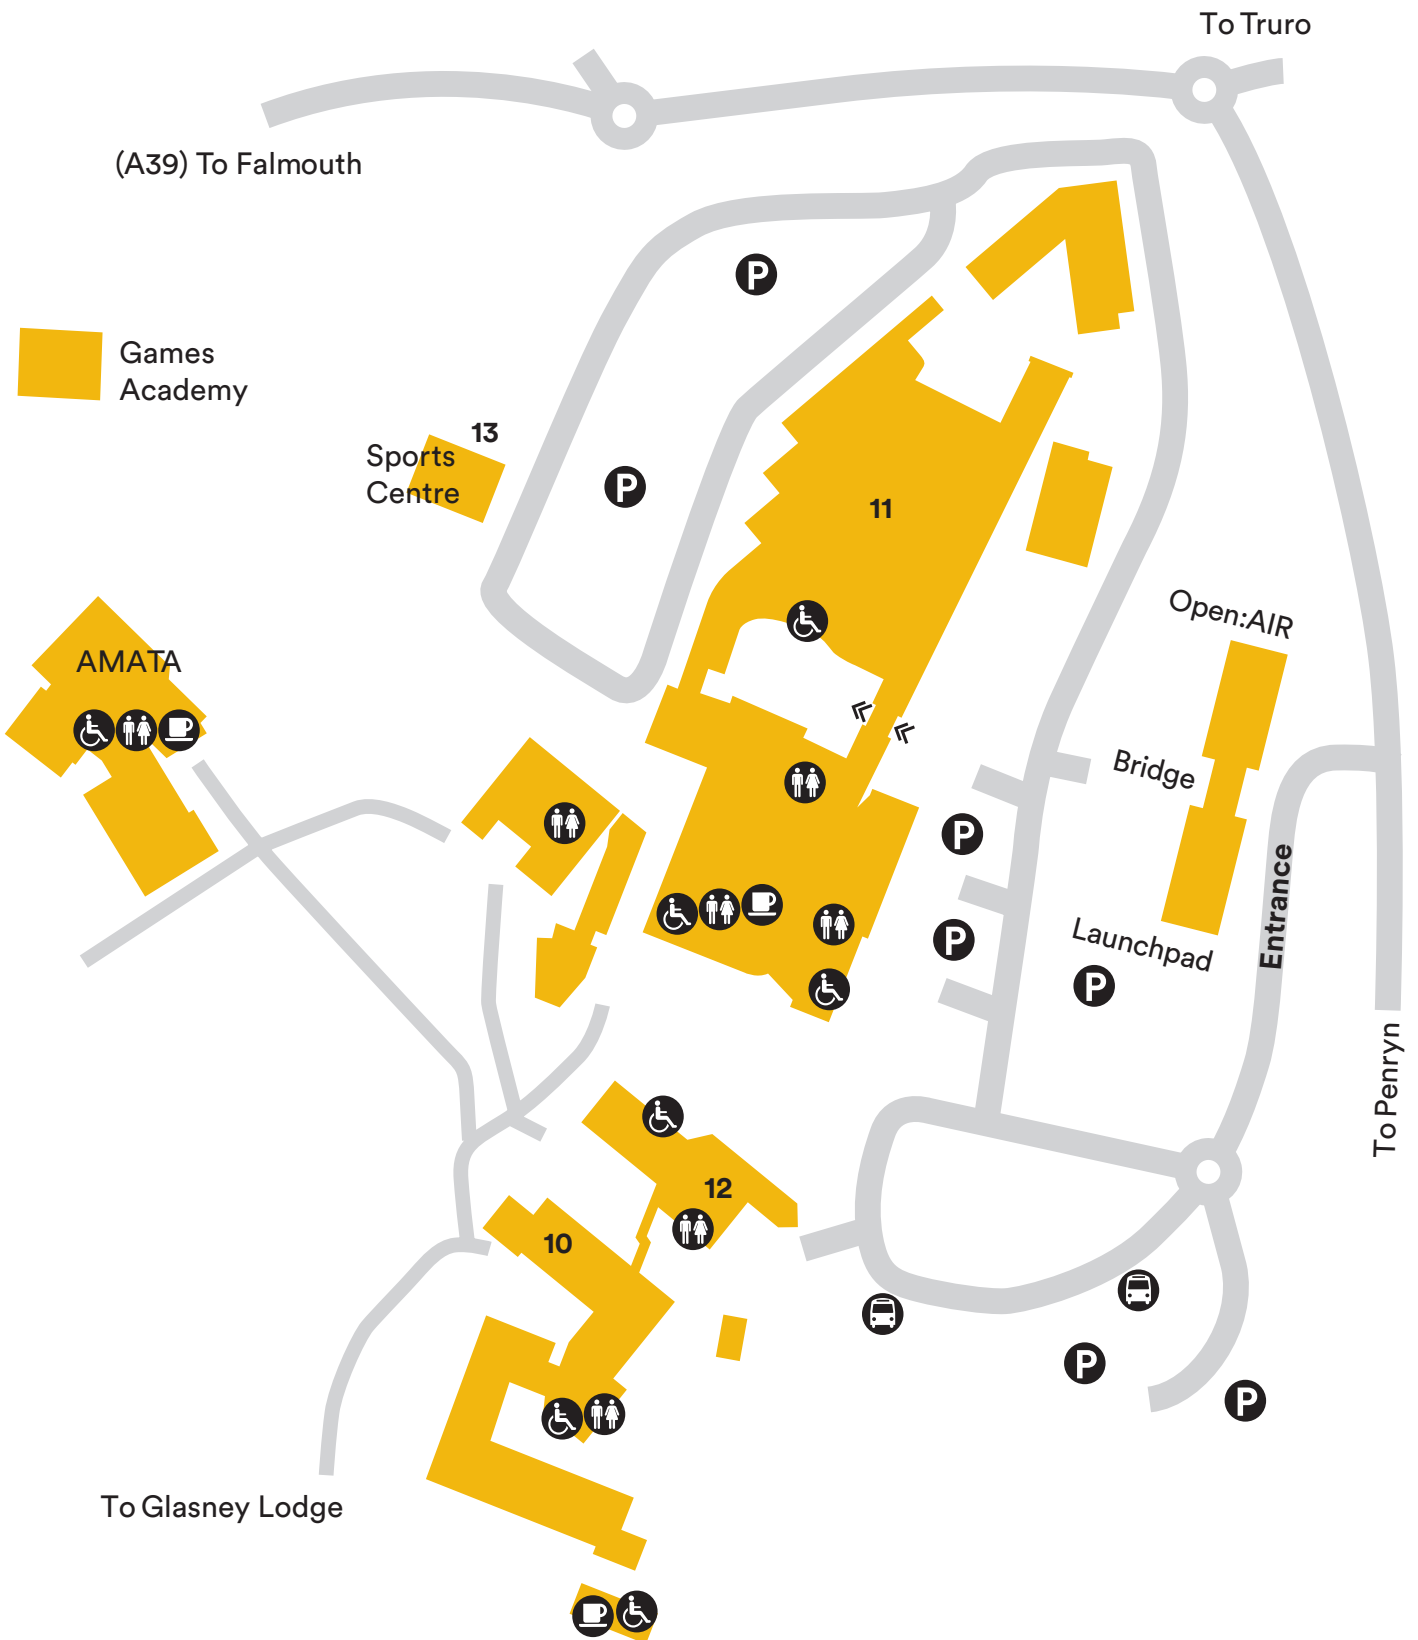 To Truro
(A39) To Falmouth
Games
Academy
13
Sports
Centre
11
Open:AIR
AMATA
Bridge
Entrance
Launchpad
To Penryn
12
10
To Glasney Lodge
P
P
P
P
P
P
P